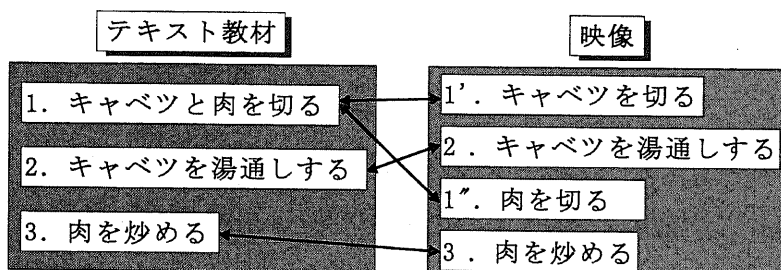 テキスト教材
1. キャベツと肉を切る
2. キャベツを湯通しする
3. 肉を炒める
映像
1'. キャベツを切る
2. キャベツを湯通しする
1″. 肉を切る
3. 肉を炒める